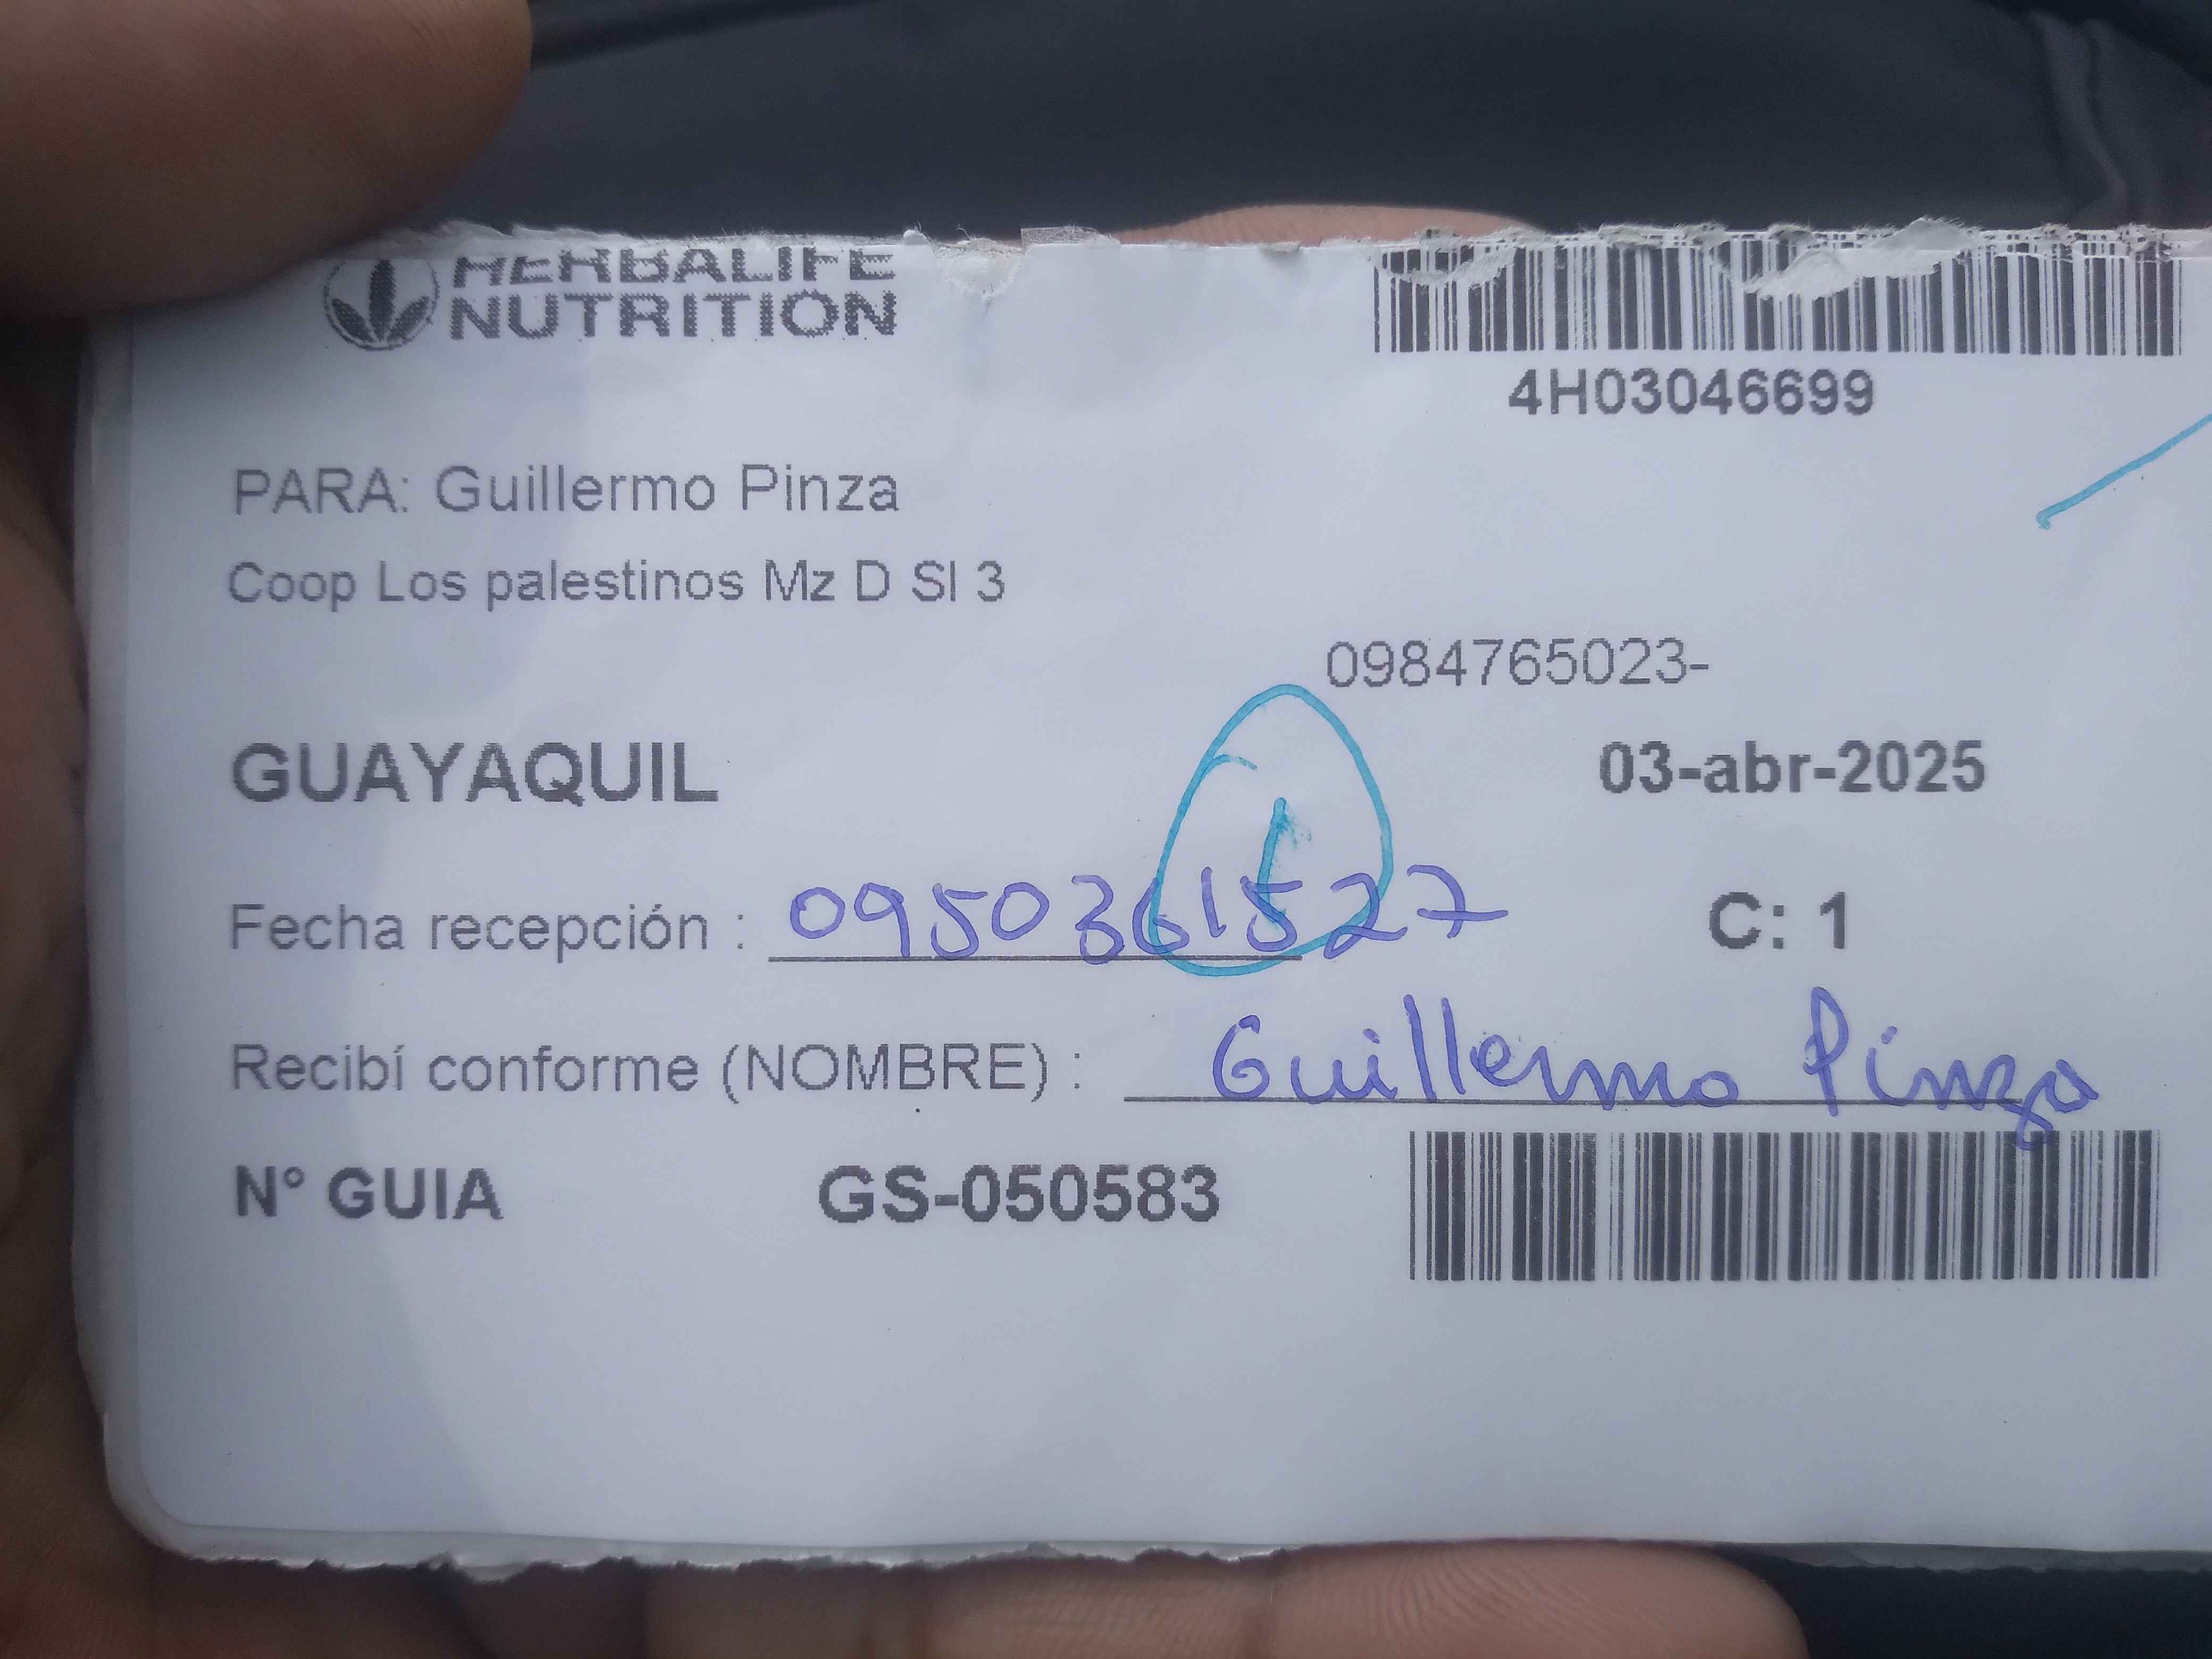 HERBALIFE
NUTRITION
4H03046699
PARA: Guillermo Pinza
Coop Los palestinos Mz D Sl 3
0984765023-
GUAYAQUIL
03-abr-2025
1
Fecha recepción : 0950361527
C: 1
Recibí conforme (NOMBRE) : Guillermo Pinza
N° GUIA GS-050583